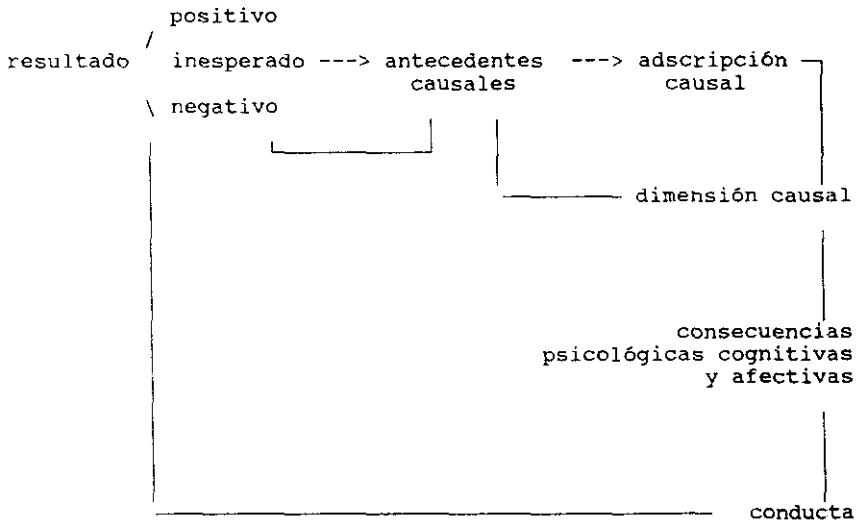 positivo
/
resultado inesperado ---> antecedentes ---> adscripción
causales causal
\ negativo
dimensión causal
consecuencias
psicológicas cognitivas
y afectivas
conducta